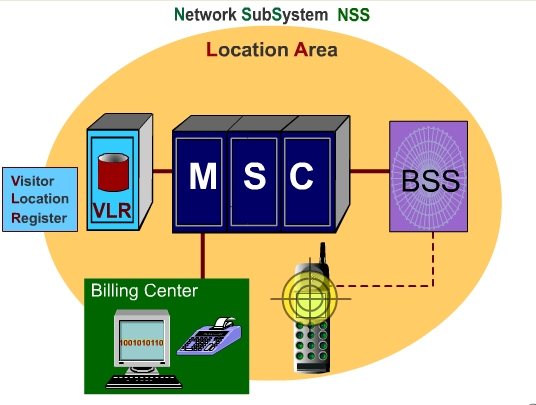 Network SubSystem NSS
Location Area
Visitor
Location
Register
VLR
M S C
BSS
Billing Center
1001010110